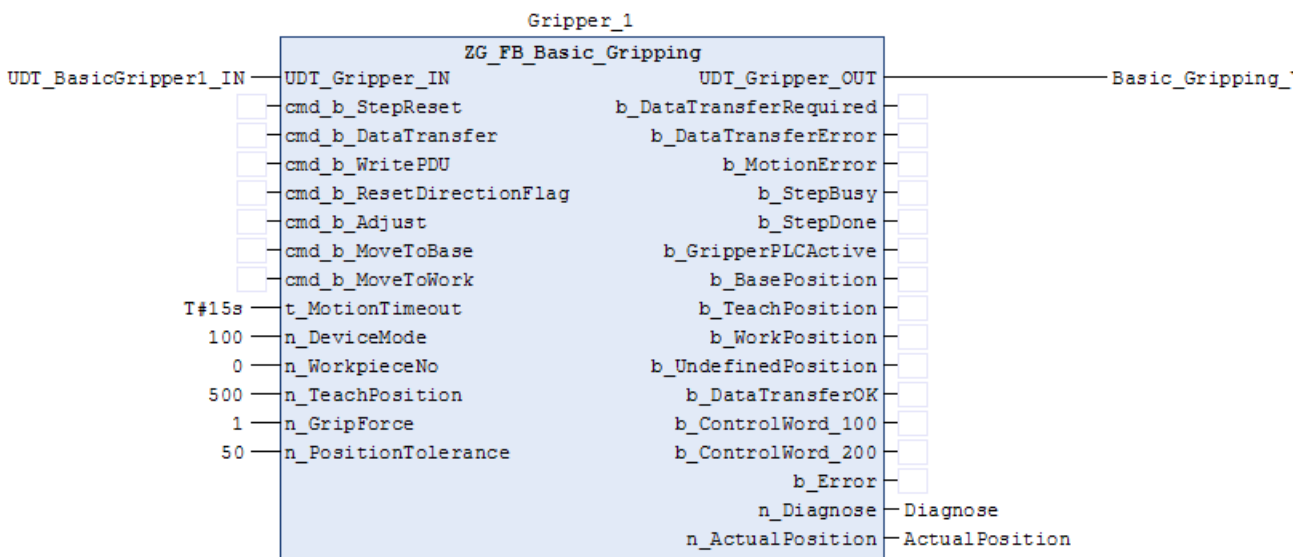 Gripper_1
ZG_FB_Basic_Gripping
UDT_BasicGripper1_IN UDT_Gripper_IN UDT_Gripper_OUT Basic_Gripping_
cmd_b_StepReset b_DataTransferRequired
cmd_b_DataTransfer b_DataTransferError
cmd_b_WritePDU b_MotionError
cmd_b_ResetDirectionFlag b_StepBusy
cmd_b_Adjust b_StepDone
cmd_b_MoveToBase b_GripperPLCActive
cmd_b_MoveToWork b_BasePosition
T#15s t_MotionTimeout b_TeachPosition
100 n_DeviceMode b_WorkPosition
0 n_WorkpieceNo b_UndefinedPosition
500 n_TeachPosition b_DataTransferOK
1 n_GripForce b_ControlWord_100
50 n_PositionTolerance b_ControlWord_200
b_Error
n_Diagnose Diagnose
n_ActualPosition ActualPosition